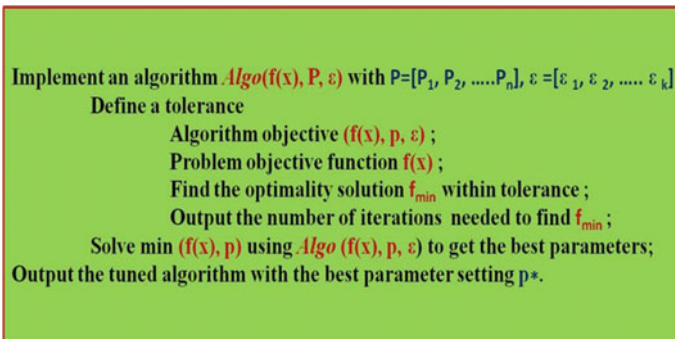 Implement an algorithm Algo(f(x), P, ε) with P=[P₁, P₂, .....Pₙ], ε =[ε ₁, ε ₂, ..... ε ₖ]
Define a tolerance
Algorithm objective (f(x), p, ε) ;
Problem objective function f(x) ;
Find the optimality solution fₘᵢₙ within tolerance ;
Output the number of iterations needed to find fₘᵢₙ ;
Solve min (f(x), p) using Algo (f(x), p, ε) to get the best parameters;
Output the tuned algorithm with the best parameter setting p*.